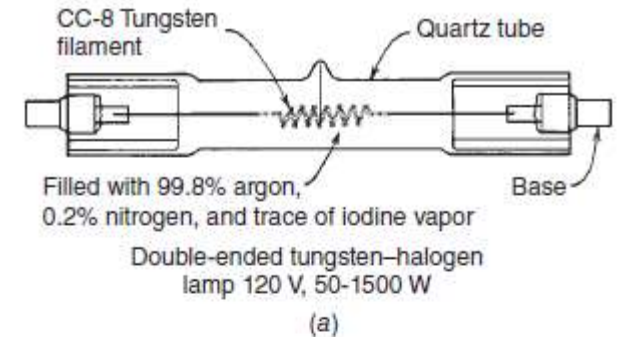 CC-8 Tungsten
filament
Quartz tube
Filled with 99.8% argon,
0.2% nitrogen, and trace of iodine vapor
Base
Double-ended tungsten–halogen
lamp 120 V, 50-1500 W
(a)